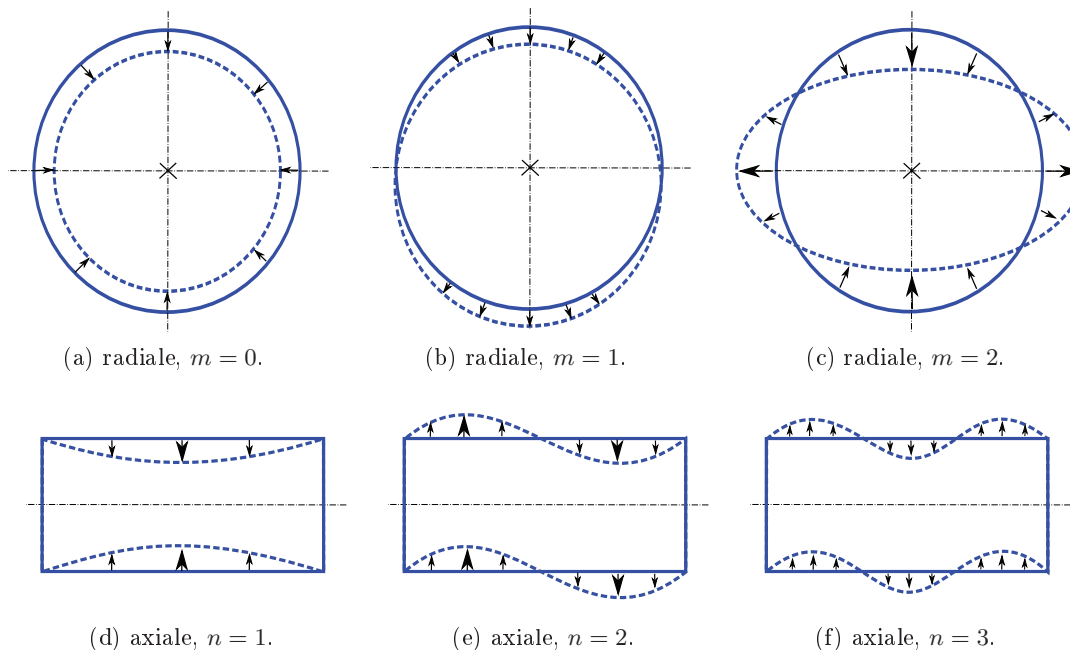 (a) radiale, m = 0.
(b) radiale, m = 1.
(c) radiale, m = 2.
(d) axiale, n = 1.
(e) axiale, n = 2.
(f) axiale, n = 3.